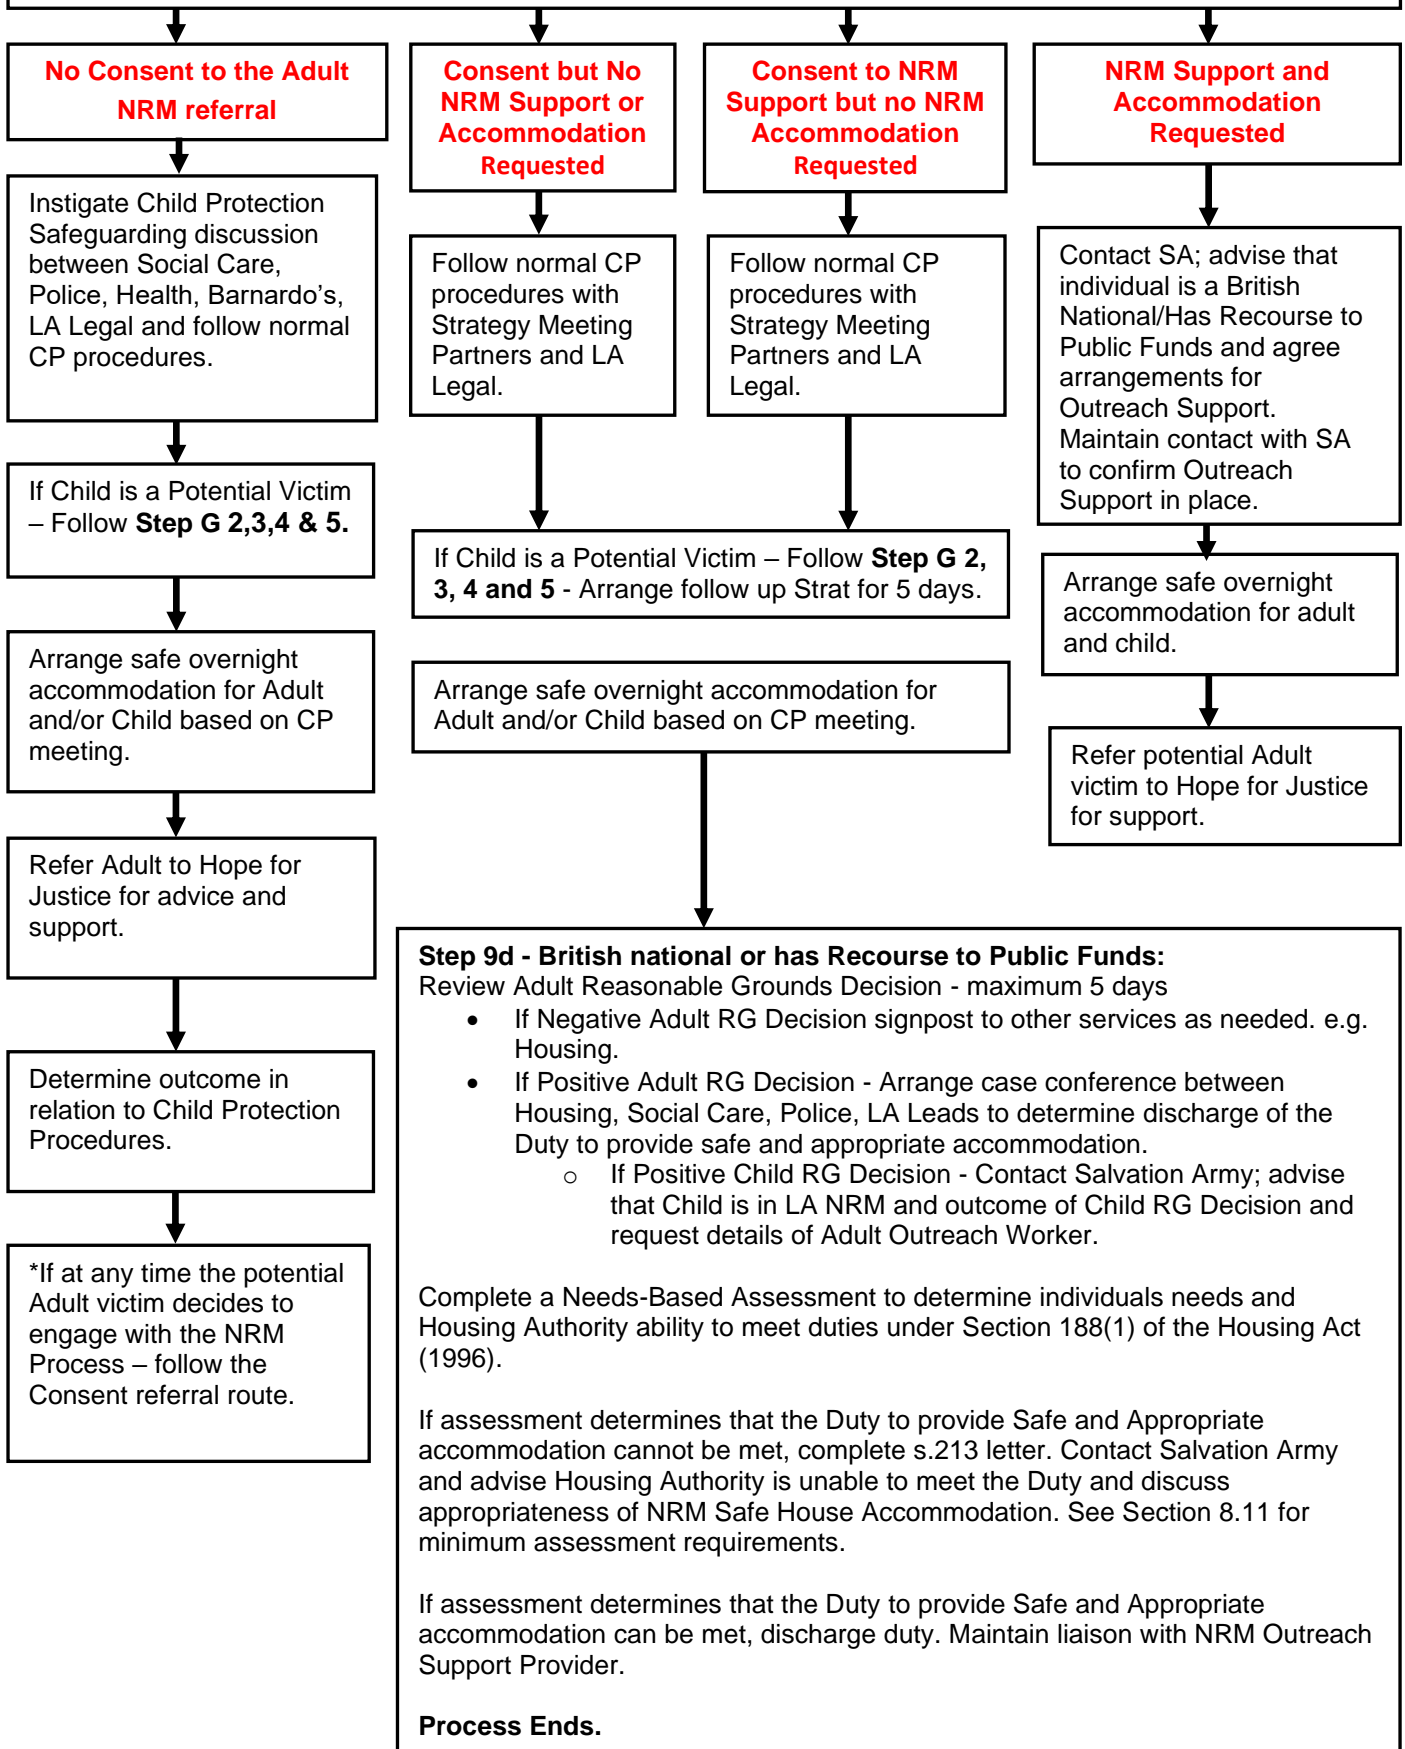 No Consent to the Adult
NRM referral
Instigate Child Protection
Safeguarding discussion
between Social Care,
Police, Health, Barnardo's,
LA Legal and follow normal
CP procedures.
If Child is a Potential Victim
– Follow Step G 2,3,4 & 5.
Arrange safe overnight
accommodation for Adult
and/or Child based on CP
meeting.
Refer Adult to Hope for
Justice for advice and
support.
Determine outcome in
relation to Child Protection
Procedures.
*If at any time the potential
Adult victim decides to
engage with the NRM
Process – follow the
Consent referral route.
Consent but No
NRM Support or
Accommodation
Requested
Follow normal CP
procedures with
Strategy Meeting
Partners and LA
Legal.
Consent to NRM
Support but no NRM
Accommodation
Requested
Follow normal CP
procedures with
Strategy Meeting
Partners and LA
Legal.
If Child is a Potential Victim – Follow Step G 2,
3, 4 and 5 - Arrange follow up Strat for 5 days.
Arrange safe overnight accommodation for
Adult and/or Child based on CP meeting.
NRM Support and
Accommodation
Requested
Contact SA; advise that
individual is a British
National/Has Recourse to
Public Funds and agree
arrangements for
Outreach Support.
Maintain contact with SA
to confirm Outreach
Support in place.
Arrange safe overnight
accommodation for adult
and child.
Refer potential Adult
victim to Hope for Justice
for support.
Step 9d - British national or has Recourse to Public Funds:
Review Adult Reasonable Grounds Decision - maximum 5 days
• If Negative Adult RG Decision signpost to other services as needed. e.g.
Housing.
• If Positive Adult RG Decision - Arrange case conference between
Housing, Social Care, Police, LA Leads to determine discharge of the
Duty to provide safe and appropriate accommodation.
o If Positive Child RG Decision - Contact Salvation Army; advise
that Child is in LA NRM and outcome of Child RG Decision and
request details of Adult Outreach Worker.
Complete a Needs-Based Assessment to determine individuals needs and
Housing Authority ability to meet duties under Section 188(1) of the Housing Act
(1996).
If assessment determines that the Duty to provide Safe and Appropriate
accommodation cannot be met, complete s.213 letter. Contact Salvation Army
and advise Housing Authority is unable to meet the Duty and discuss
appropriateness of NRM Safe House Accommodation. See Section 8.11 for
minimum assessment requirements.
If assessment determines that the Duty to provide Safe and Appropriate
accommodation can be met, discharge duty. Maintain liaison with NRM Outreach
Support Provider.
Process Ends.